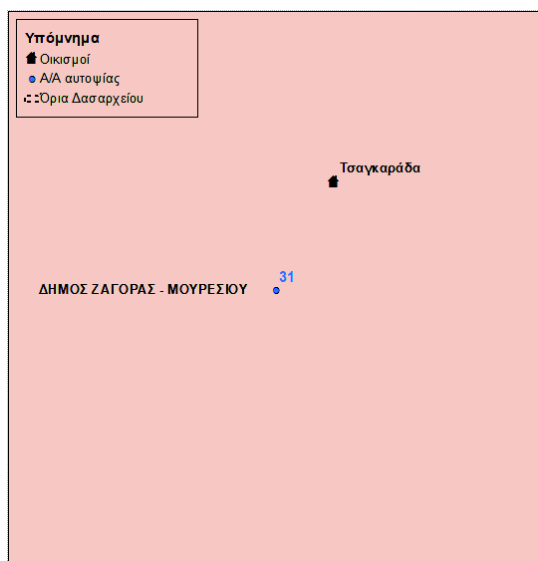 Υπόμνημα
Οικισμοί
Α/Α αυτοψίας
Όρια Δασαρχείου
Τσαγκαράδα
31
ΔΗΜΟΣ ΖΑΓΟΡΑΣ - ΜΟΥΡΕΣΙΟΥ